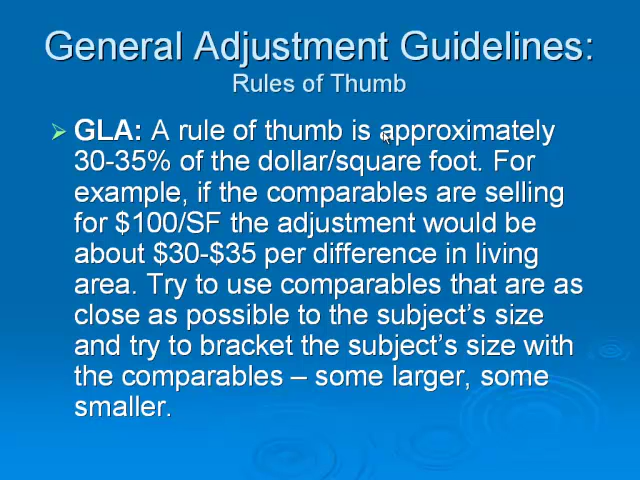 General Adjustment Guidelines:
Rules of Thumb
GLA: A rule of thumb is approximately
30-35% of the dollar/square foot. For
example, if the comparables are selling
for $100/SF the adjustment would be
about $30-$35 per difference in living
area. Try to use comparables that are as
close as possible to the subject's size
and try to bracket the subject's size with
the comparables – some larger, some
smaller.